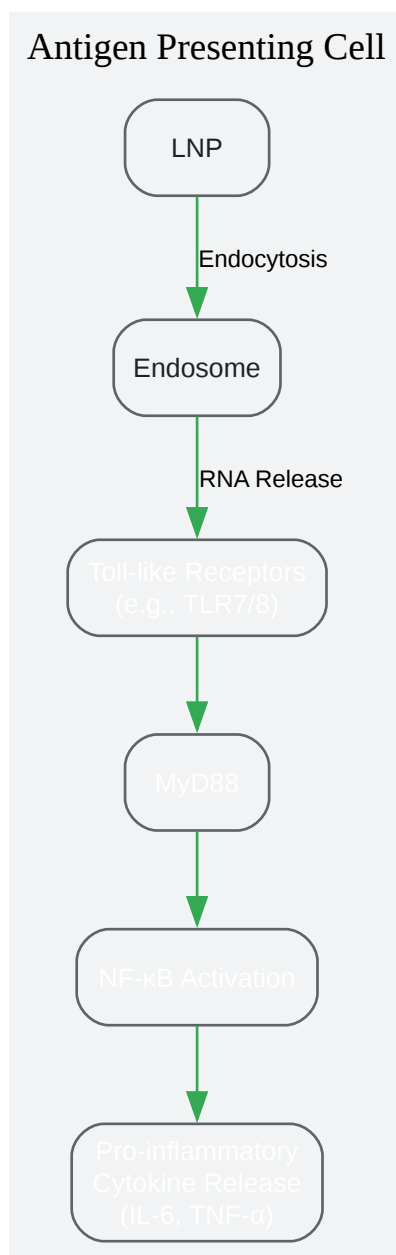 Antigen Presenting Cell
LNP
Endocytosis
Endosome
RNA Release
Toll-like Receptors
(e.g., TLR7/8)
MyD88
NF-κB Activation
Pro-inflammatory
Cytokine Release
(IL-6, TNF-α)